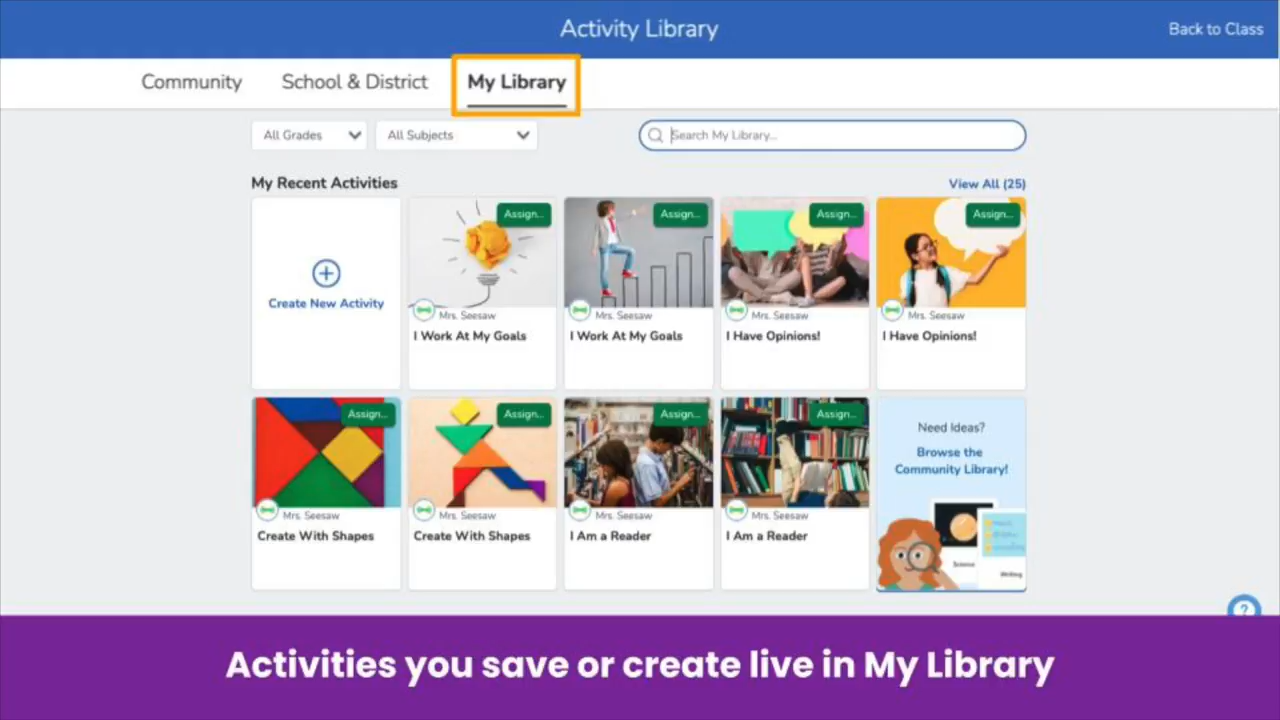 Activity Library
Back to Class
Community
School & District
My Library
All Grades
All Subjects
Search My Library...
My Recent Activities
View All (25)
Create New Activity
Assign...
Mrs. Seesaw
I Work At My Goals
Assign...
Mrs. Seesaw
I Work At My Goals
Assign...
Mrs. Seesaw
I Have Opinions!
Assign...
Mrs. Seesaw
I Have Opinions!
Assign...
Mrs. Seesaw
Create With Shapes
Assign...
Mrs. Seesaw
Create With Shapes
Assign...
Mrs. Seesaw
I Am a Reader
Assign...
Mrs. Seesaw
I Am a Reader
Need Ideas?
Browse the
Community Library!
Science
Writing
?
Activities you save or create live in My Library